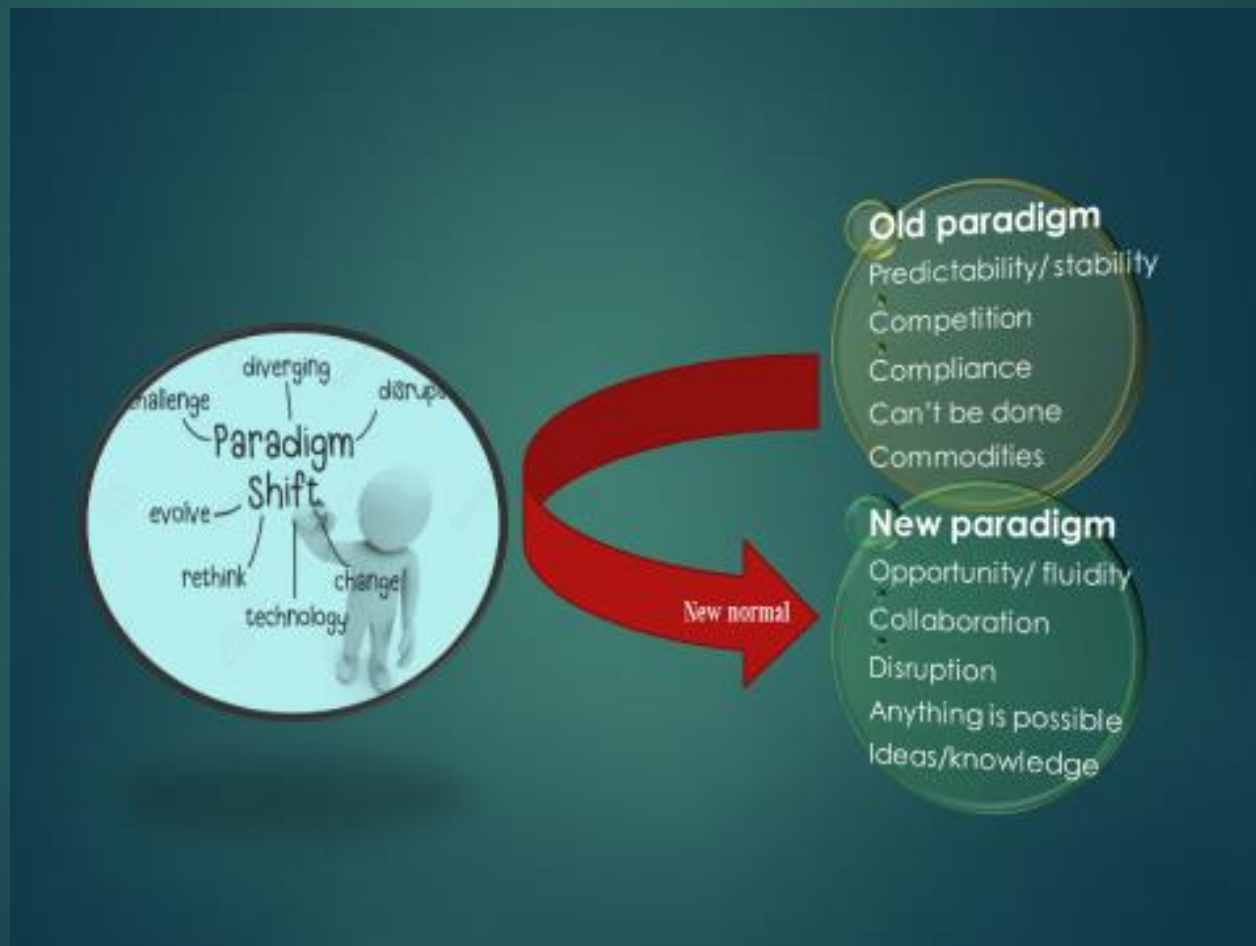 diverging
hallenge
disrup
Paradigm
Shift
evolve
rethink
change
technology
New normal
Old paradigm
Predictability/stability
Competition
Compliance
Can't be done
Commodities
New paradigm
Opportunity/ fluidity
Collaboration
Disruption
Anything is possible
Ideas/knowledge